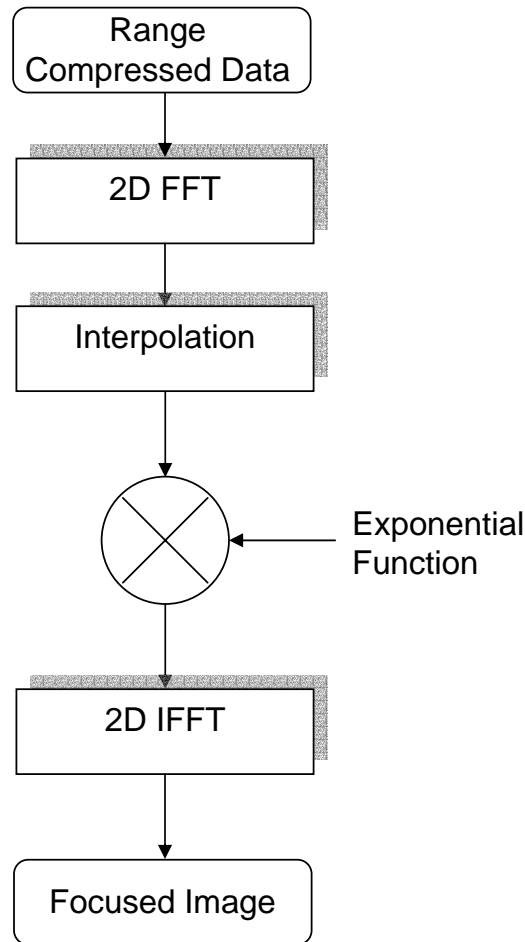 Range
Compressed Data
2D FFT
Interpolation
Exponential
Function
2D IFFT
Focused Image